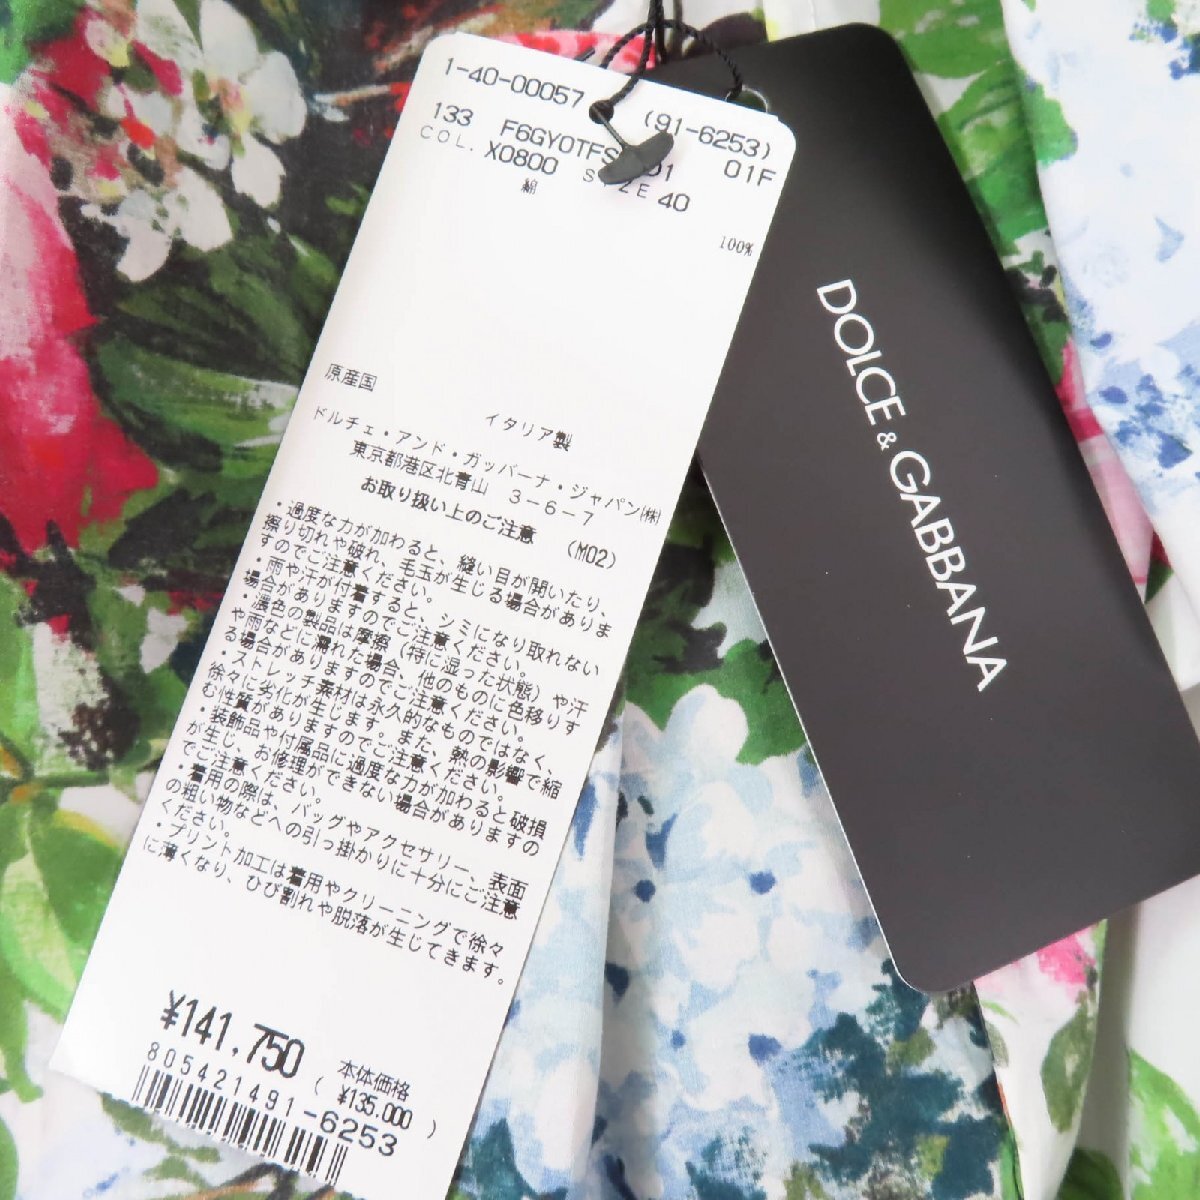 1-40-00057 (91-6253)
133 F6GYOTFS 01 01F
COL. X0800 SIZE 40
100%
原産国
イタリア製
ドルチェ・アンド・ガッバーナ・ジャパン㈱
東京都港区北青山 3-6-7
お取り扱い上のご注意 (M02)
・過度な力が加わると、縫い目が開いたり、
擦り切れや破れ、毛玉が生じる場合がありま
すのでご注意ください。
・雨や汗が付着すると、シミになり取れない
場合がありますのでご注意ください。
・濃色の製品は摩擦(特に湿った状態)や汗
や雨などに濡れた場合、他のものに色移りす
る場合がありますのでご注意ください。
・ストレッチ素材は永久的なものではなく、
徐々に劣化が生じます。また、熱の影響で縮
む性質がありますのでご注意ください。
・装飾品や付属品に過度な力が加わると破損
が生じ、お修理ができない場合がありますの
でご注意ください。
・着用の際は、バッグやアクセサリー、表面
の粗い物などへの引っ掛かりに十分にご注意
ください。
・プリント加工は着用やクリーニングで徐々
に薄くなり、ひび割れや脱落が生じてきます。
¥141,750
本体価格
(¥135,000)
805421491-6253
DOLCE & GABBANA